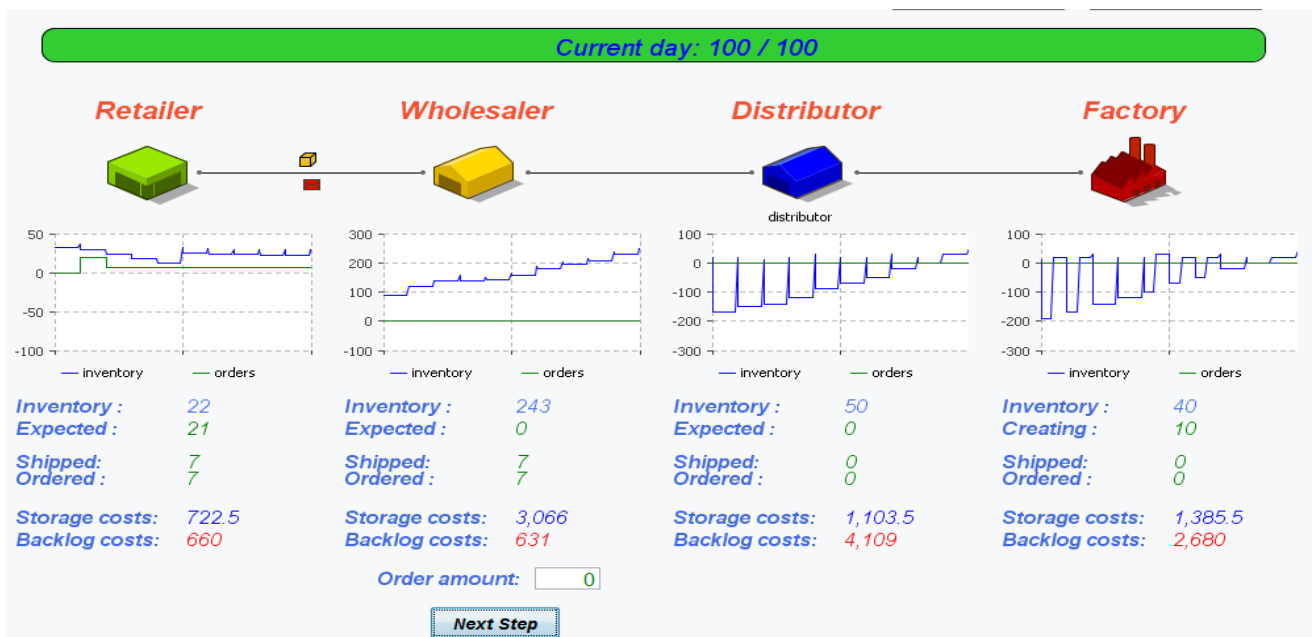 Current day: 100 / 100
Retailer Wholesaler Distributor Factory
distributor
50 300 100 100
0 200 0 0
100 -100 -100
-50 0 -200 -200
-100 -100 -300 -300
inventory orders inventory orders inventory orders inventory orders
Inventory : 22 Inventory : 243 Inventory : 50 Inventory : 40
Expected : 21 Expected : 0 Expected : 0 Creating : 10
Shipped: 7 Shipped: 7 Shipped: 0 Shipped: 0
Ordered : 7 Ordered : 7 Ordered : 0 Ordered : 0
Storage costs: 722.5 Storage costs: 3,066 Storage costs: 1,103.5 Storage costs: 1,385.5
Backlog costs: 660 Backlog costs: 631 Backlog costs: 4,109 Backlog costs: 2,680
Order amount: 0
Next Step